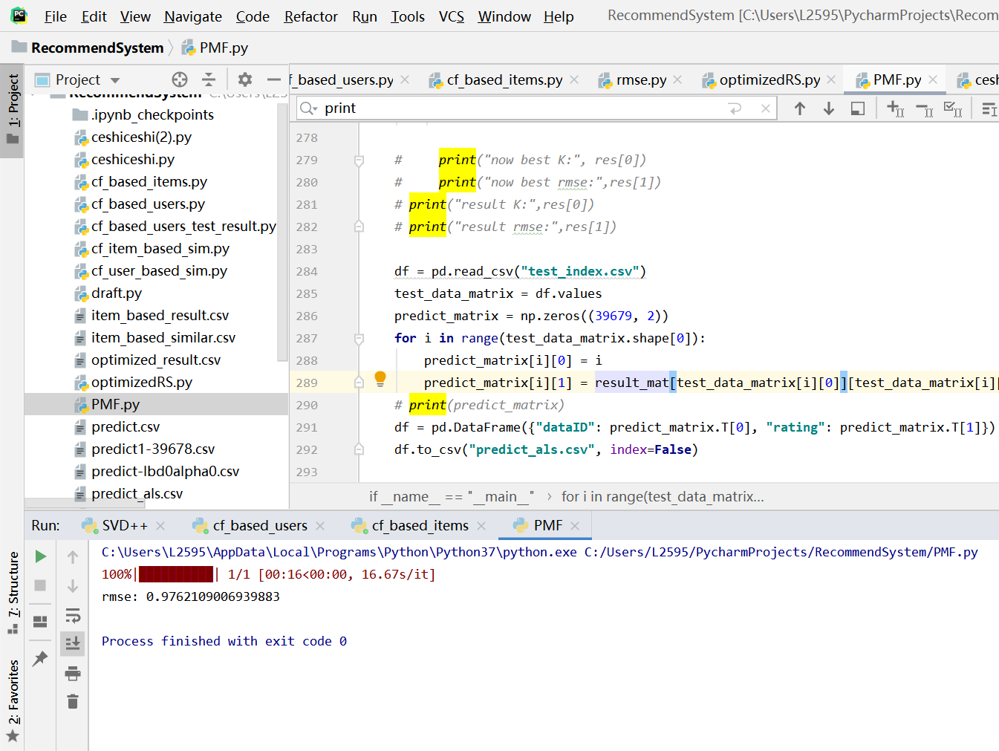 File Edit View Navigate Code Refactor Run Tools VCS Window Help RecommendSystem [C:\Users\L2595\PycharmProjects\Recom
RecommendSystem PMF.py
1: Project
Project
f_based_users.py cf_based_items.py rmse.py optimizedRS.py PMF.py cesh
RecommendSystem C:\Users\L2595
print
.ipynb_checkpoints
ceshiceshi(2).py
ceshiceshi.py
cf_based_items.py
cf_based_users.py
cf_based_users_test_result.py
cf_item_based_sim.py
cf_user_based_sim.py
draft.py
item_based_result.csv
item_based_similar.csv
optimized_result.csv
optimizedRS.py
PMF.py
predict.csv
predict1-39678.csv
predict-lbd0alpha0.csv
predict_als.csv
278
279 #     print("now best K:", res[0])
280 #     print("now best rmse:",res[1])
281 # print("result K:",res[0])
282 # print("result rmse:",res[1])
283
284 df = pd.read_csv("test_index.csv")
285 test_data_matrix = df.values
286 predict_matrix = np.zeros((39679, 2))
287 for i in range(test_data_matrix.shape[0]):
288     predict_matrix[i][0] = i
289     predict_matrix[i][1] = result_mat[test_data_matrix[i][0]][test_data_matrix[i][
290 # print(predict_matrix)
291 df = pd.DataFrame({"dataID": predict_matrix.T[0], "rating": predict_matrix.T[1]})
292 df.to_csv("predict_als.csv", index=False)
293
if __name__ == "__main__" › for i in range(test_data_matrix...
Run: SVD++ cf_based_users cf_based_items PMF
C:\Users\L2595\AppData\Local\Programs\Python\Python37\python.exe C:/Users/L2595/PycharmProjects/RecommendSystem/PMF.py
100%|██████████| 1/1 [00:16<00:00, 16.67s/it]
rmse: 0.9762109006939883
Process finished with exit code 0
7: Structure
2: Favorites